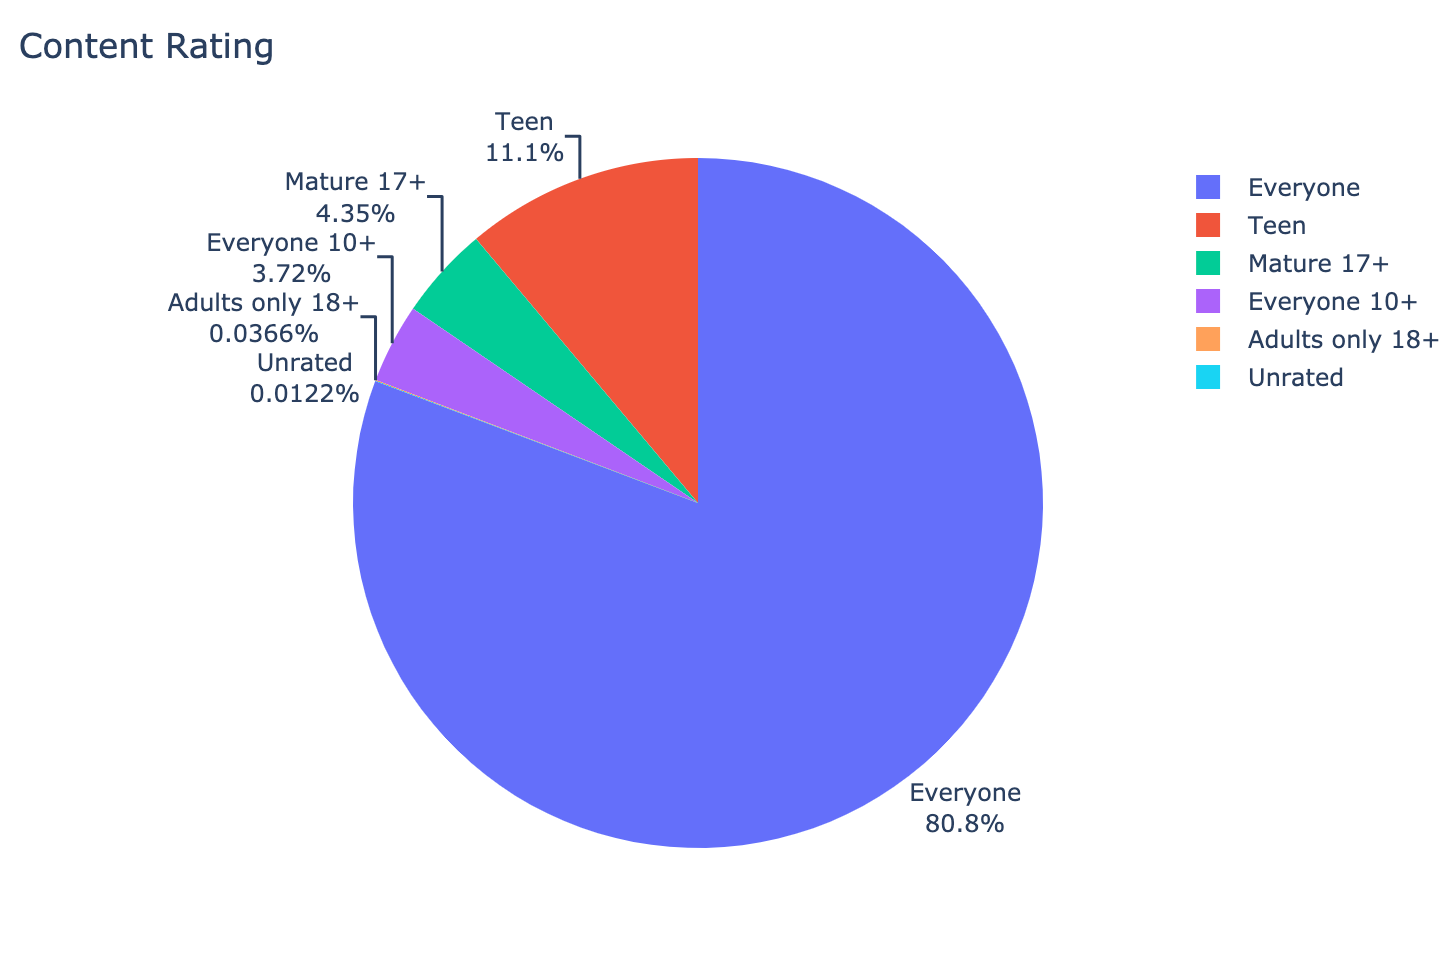 Content Rating
Teen
11.1%
Mature 17+
4.35%
Everyone 10+
3.72%
Adults only 18+
0.0366%
Unrated
0.0122%
Everyone
80.8%
Everyone
Teen
Mature 17+
Everyone 10+
Adults only 18+
Unrated